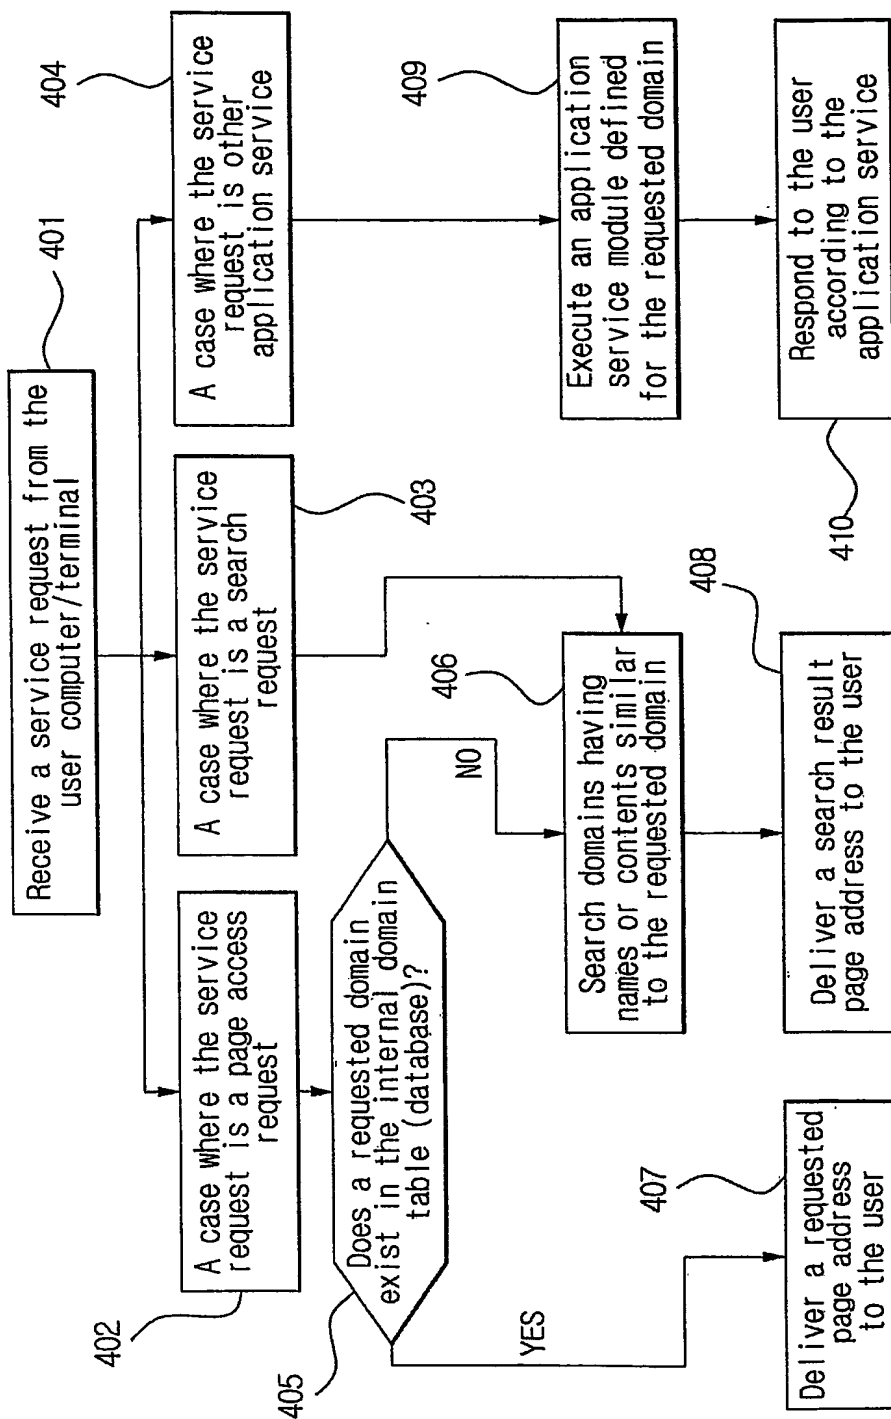 401
Receive a service request from the
user computer/terminal
402
A case where the service
request is a page access
request
403
A case where the service
request is a search
request
404
A case where the service
request is other
application service
405
Does a requested domain
exist in the internal domain
table (database)?
YES
NO
406
Search domains having
names or contents similar
to the requested domain
409
Execute an application
service module defined
for the requested domain
407
Deliver a requested
page address
to the user
408
Deliver a search result
page address to the user
410
Respond to the user
according to the
application service